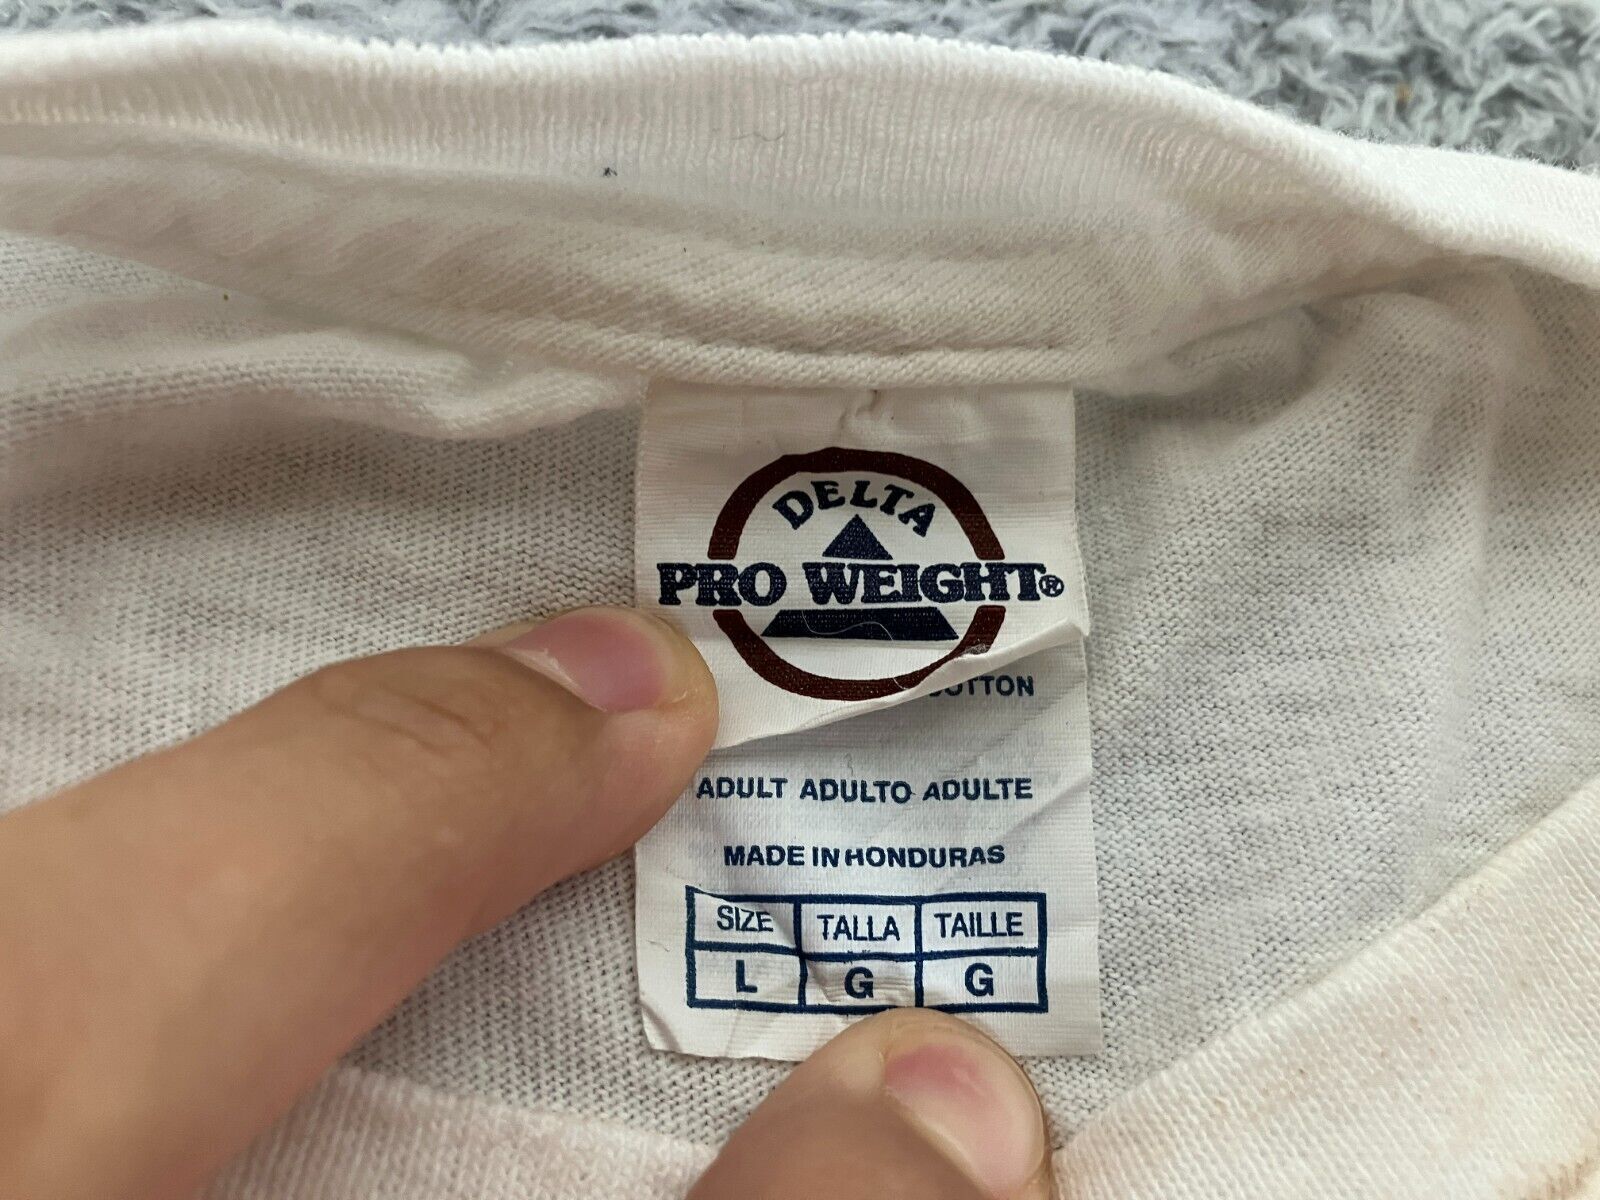 DELTA
PRO WEIGHT®
ADULT ADULTO ADULTE
MADE IN HONDURAS
SIZE TALLA TAILLE
L G G